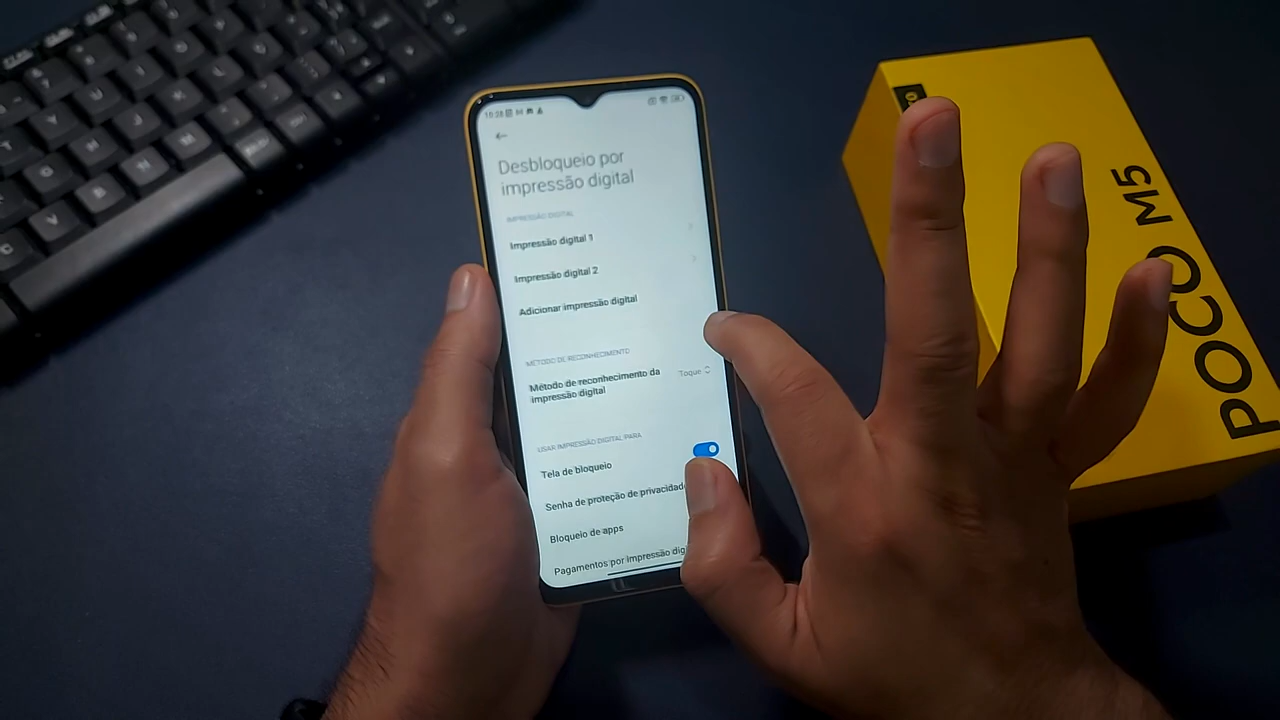 Desbloqueio por
impressão digital
IMPRESSÃO DIGITAL
Impressão digital 1
Impressão digital 2
Adicionar impressão digital
MÉTODO DE RECONHECIMENTO
Método de reconhecimento da
impressão digital
Toque
USAR IMPRESSÃO DIGITAL PARA
Tela de bloqueio
Senha de proteção de privacidade
Bloqueio de apps
Pagamentos por impressão dig
POCO M5